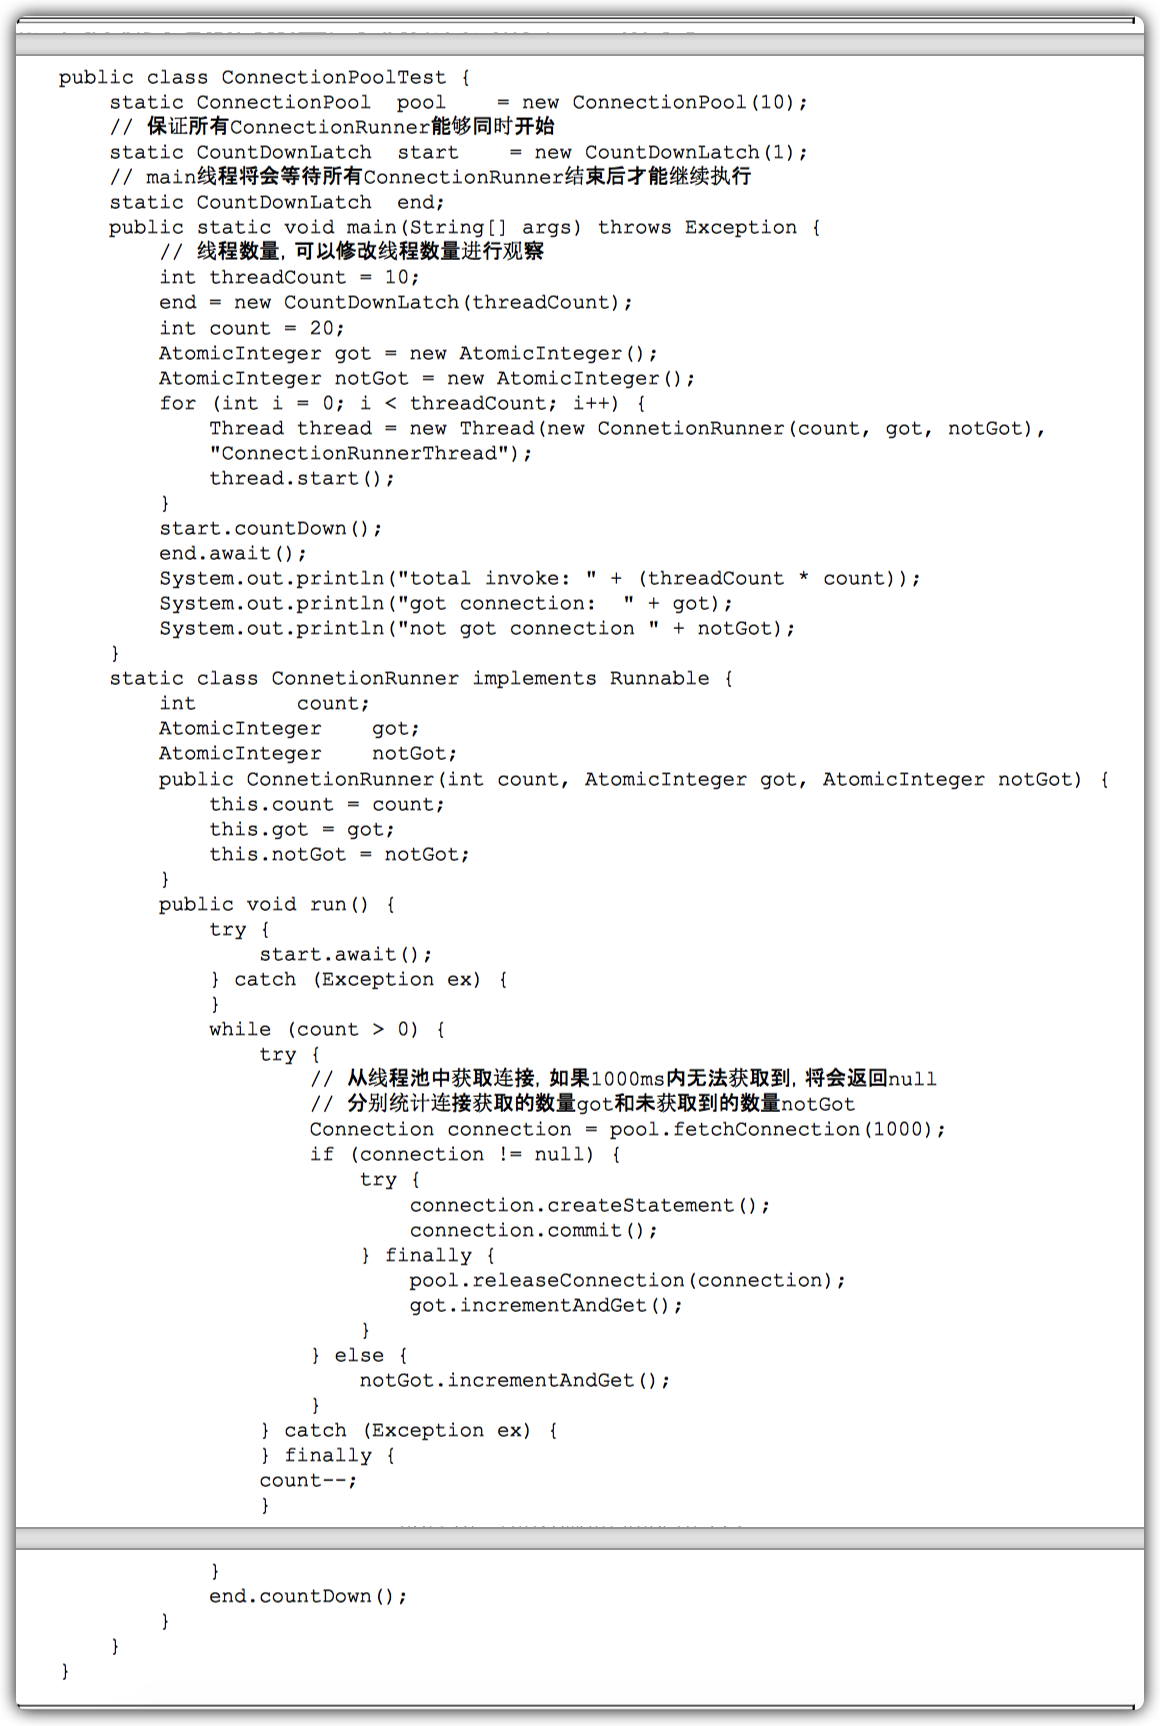 public class ConnectionPoolTest {
    static ConnectionPool  pool    = new ConnectionPool(10);
    // 保证所有ConnectionRunner能够同时开始
    static CountDownLatch  start    = new CountDownLatch(1);
    // main线程将会等待所有ConnectionRunner结束后才能继续执行
    static CountDownLatch  end;
    public static void main(String[] args) throws Exception {
        // 线程数量, 可以修改线程数量进行观察
        int threadCount = 10;
        end = new CountDownLatch(threadCount);
        int count = 20;
        AtomicInteger got = new AtomicInteger();
        AtomicInteger notGot = new AtomicInteger();
        for (int i = 0; i < threadCount; i++) {
            Thread thread = new Thread(new ConnetionRunner(count, got, notGot),
            "ConnectionRunnerThread");
            thread.start();
        }
        start.countDown();
        end.await();
        System.out.println("total invoke: " + (threadCount * count));
        System.out.println("got connection:  " + got);
        System.out.println("not got connection " + notGot);
    }
    static class ConnetionRunner implements Runnable {
        int        count;
        AtomicInteger    got;
        AtomicInteger    notGot;
        public ConnetionRunner(int count, AtomicInteger got, AtomicInteger notGot) {
            this.count = count;
            this.got = got;
            this.notGot = notGot;
        }
        public void run() {
            try {
                start.await();
            } catch (Exception ex) {
            }
            while (count > 0) {
                try {
                    // 从线程池中获取连接, 如果1000ms内无法获取到, 将会返回null
                    // 分别统计连接获取的数量got和未获取到的数量notGot
                    Connection connection = pool.fetchConnection(1000);
                    if (connection != null) {
                        try {
                            connection.createStatement();
                            connection.commit();
                        } finally {
                            pool.releaseConnection(connection);
                            got.incrementAndGet();
                        }
                    } else {
                        notGot.incrementAndGet();
                    }
                } catch (Exception ex) {
                } finally {
                count--;
                }
            }
            end.countDown();
        }
    }
}